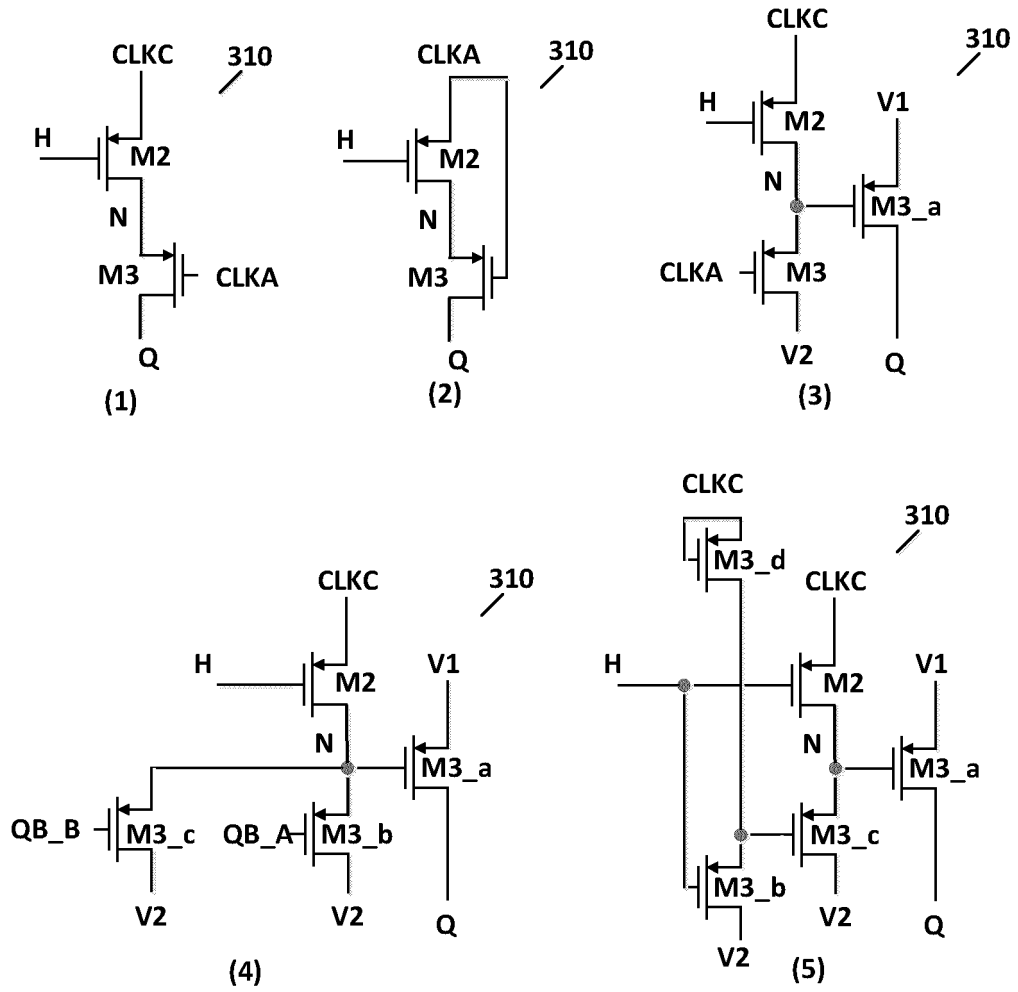 CLKC
310
H
M2
N
M3
CLKA
Q
(1)
CLKA
310
H
M2
N
M3
Q
(2)
CLKC
310
H
M2
V1
N
M3_a
CLKA
M3
V2
Q
(3)
CLKC
310
H
M2
V1
N
M3_a
QB_B
M3_c
QB_A
M3_b
V2
V2
Q
(4)
CLKC
310
M3_d
CLKC
H
M2
V1
N
M3_a
M3_c
M3_b
V2
V2
Q
(5)